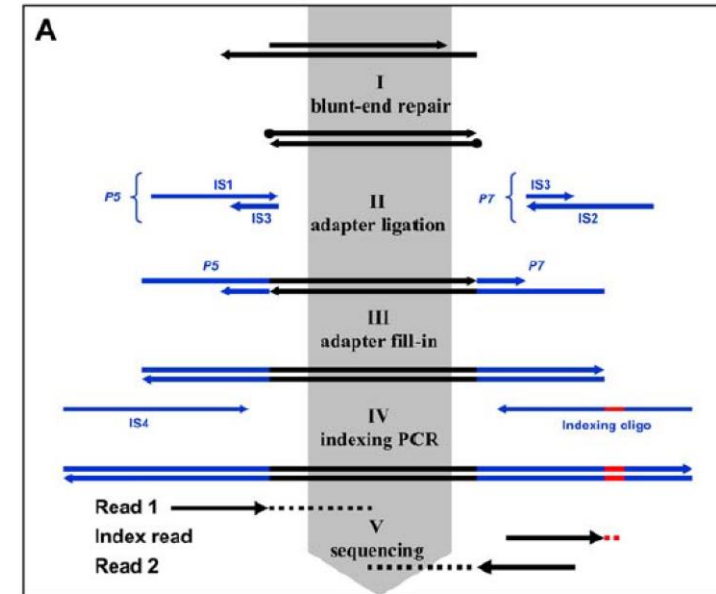 A
I
blunt-end repair
P5
IS1
IS3
II
adapter ligation
P7
IS3
IS2
P5
P7
III
adapter fill-in
IS4
IV
indexing PCR
Indexing oligo
Read 1
Index read
Read 2
V
sequencing